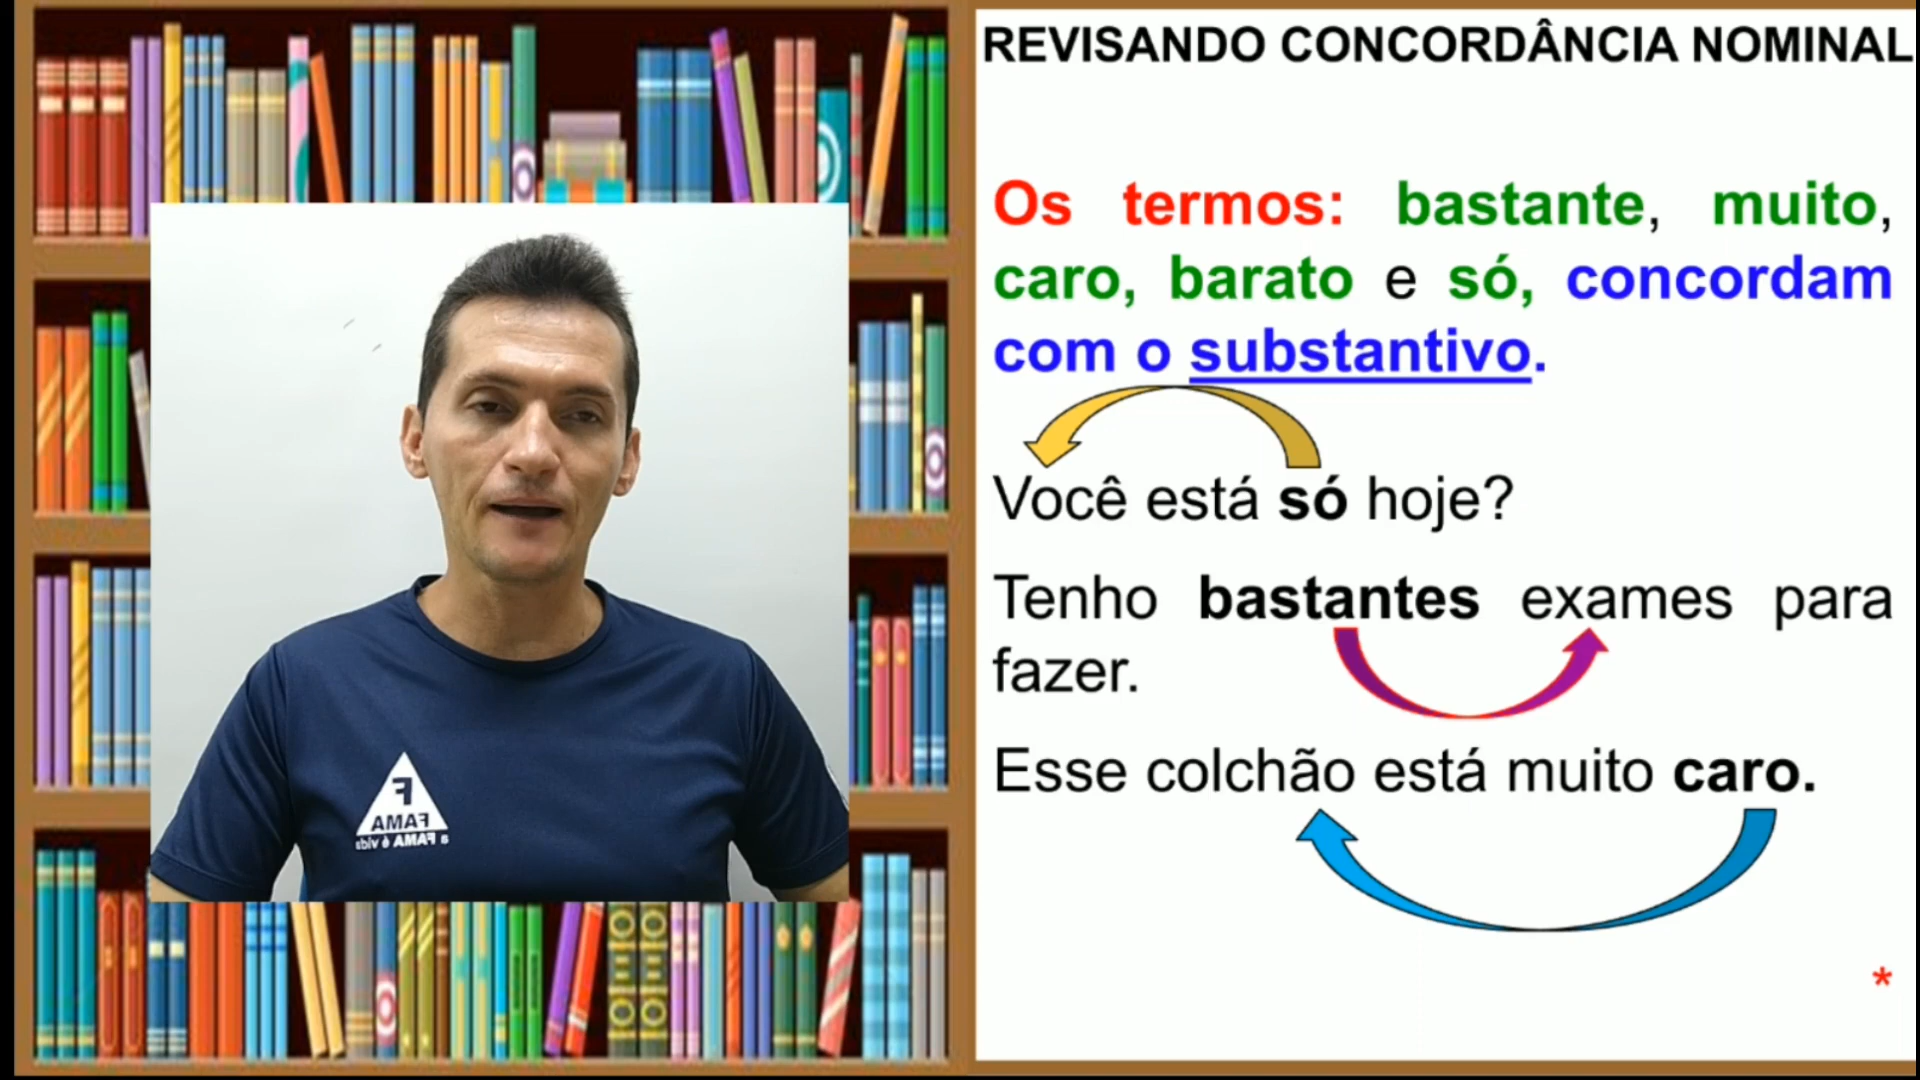 REVISANDO CONCORDÂNCIA NOMINAL
Os termos: bastante, muito,
caro, barato e só, concordam
com o substantivo.
Você está só hoje?
Tenho bastantes exames para
fazer.
Esse colchão está muito caro.
*
F
FAMA
a FAMA é vida